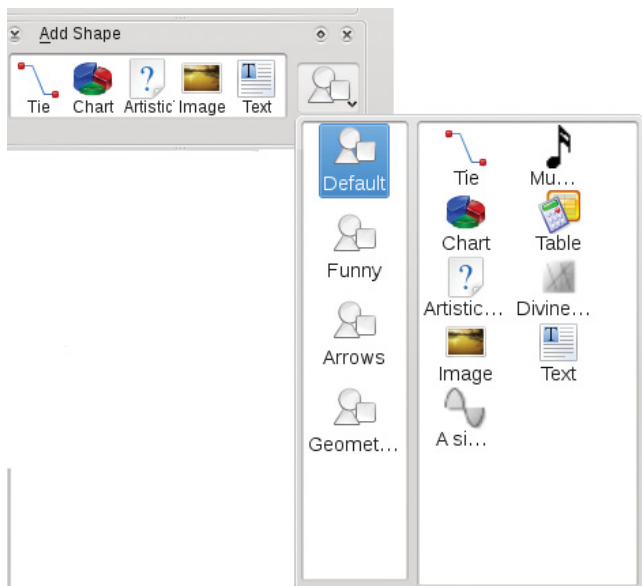 Add Shape
Tie Chart Artistic Image Text
Default
Funny
Arrows
Geomet...
Tie Mu...
Chart Table
Artistic... Divine...
Image Text
A si...